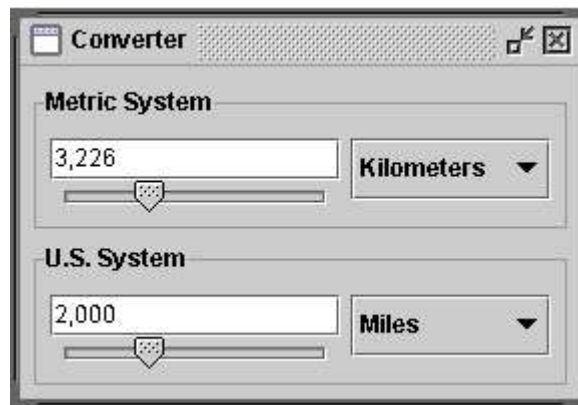 Converter
Metric System
3,226
Kilometers
U.S. System
2,000
Miles